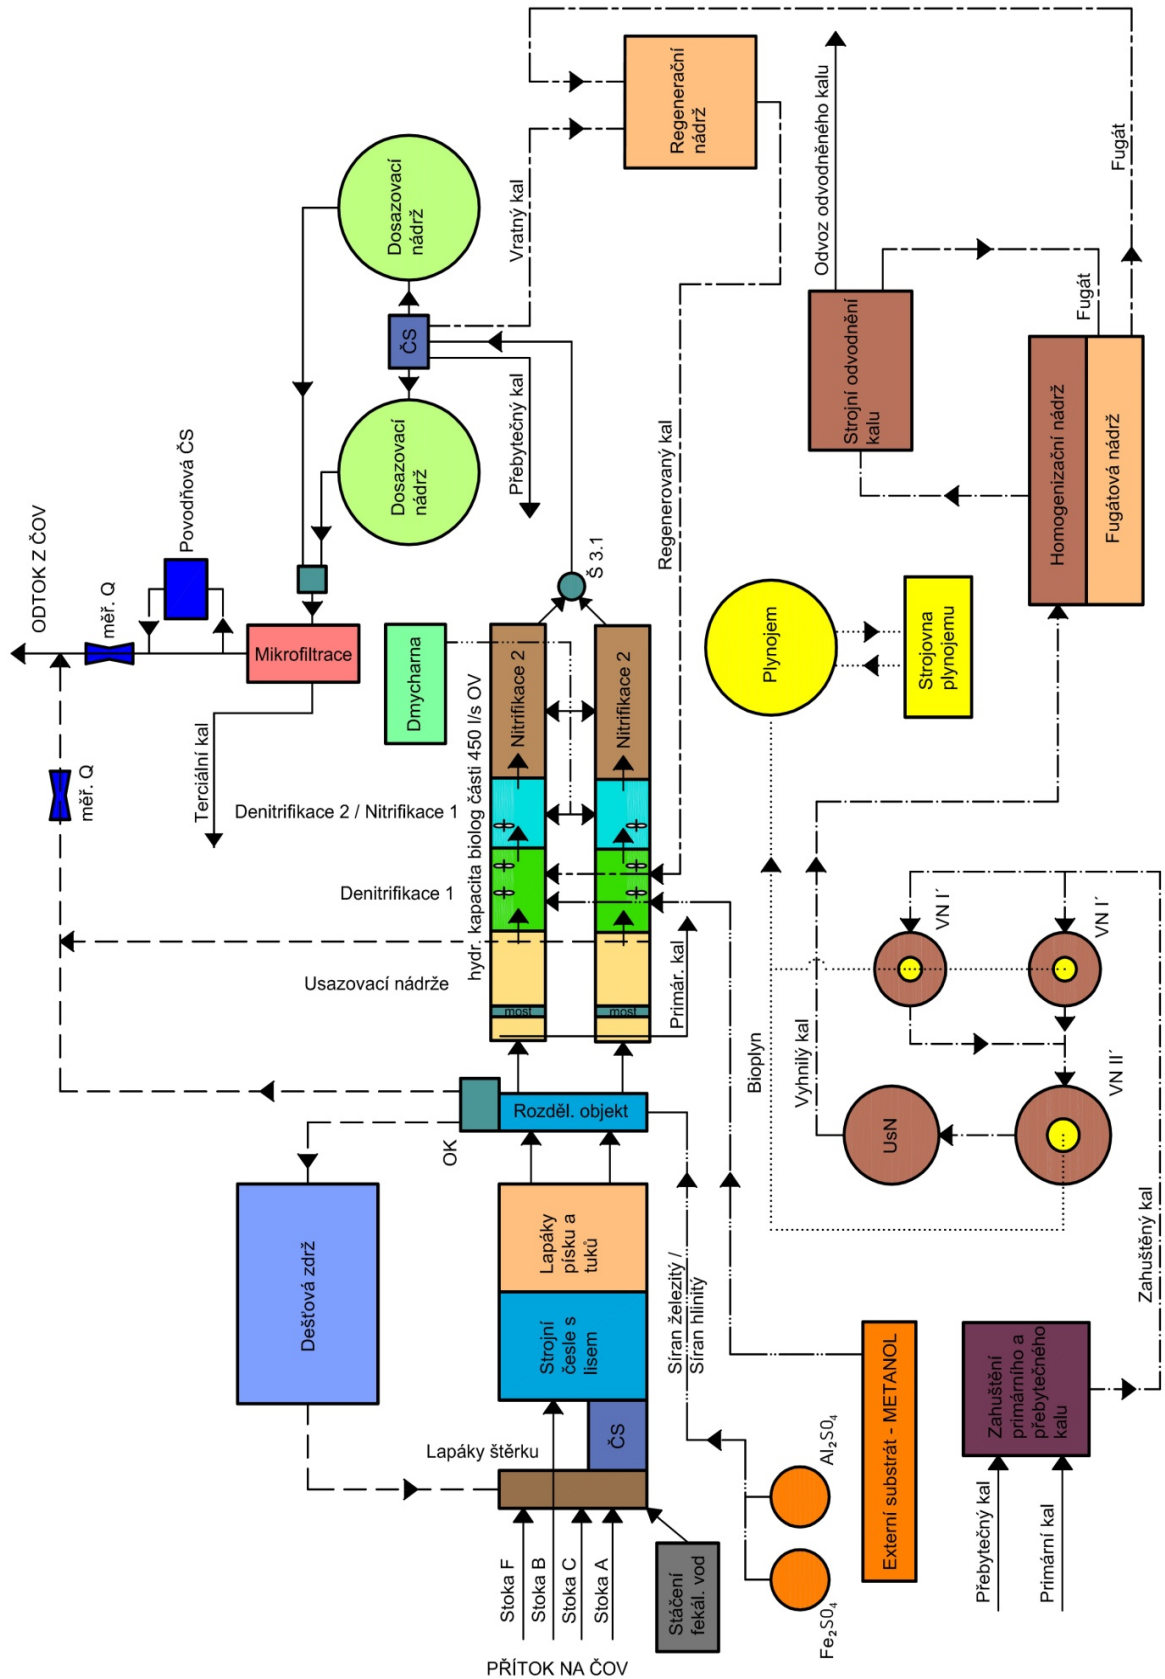 ODTOK Z ČOV
měř. Q
Povodňová ČS
měř. Q
Terciální kal
Mikrofiltrace
Dosazovací
nádrž
ČS
Dosazovací
nádrž
Přebytečný kal
Vratný kal
Regenerační
nádrž
Regenerovaný kal
Š 3.1
Dmychárna
Nitrifikace 2
Nitrifikace 2
hydr. kapacita biolog části 450 l/s OV
Denitrifikace 2 / Nitrifikace 1
Denitrifikace 1
Usazovací nádrže
most
most
Primár. kal
Rozděl. objekt
OK
Dešťová zdrž
Lapáky
písku a
tuků
Strojní
česle s
lisem
ČS
Lapáky štěrku
Stoka F
Stoka B
Stoka C
Stoka A
PŘÍTOK NA ČOV
Stáčení
fekál. vod
Síran železitý /
Síran hlinitý
Fe2SO4
Al2SO4
Externí substrát - METANOL
Přebytečný kal
Primární kal
Zahuštění
primárního a
přebytečného
kalu
Zahuštěný kal
VN I´
VN I´
VN II´
UsN
Vyhnilý kal
Bioplyn
Plynojem
Strojovna
plynojemu
Homogenizační nádrž
Fugátová nádrž
Strojní odvodnění
kalu
Odvoz odvodněného kalu
Fugát
Fugát
Fugát